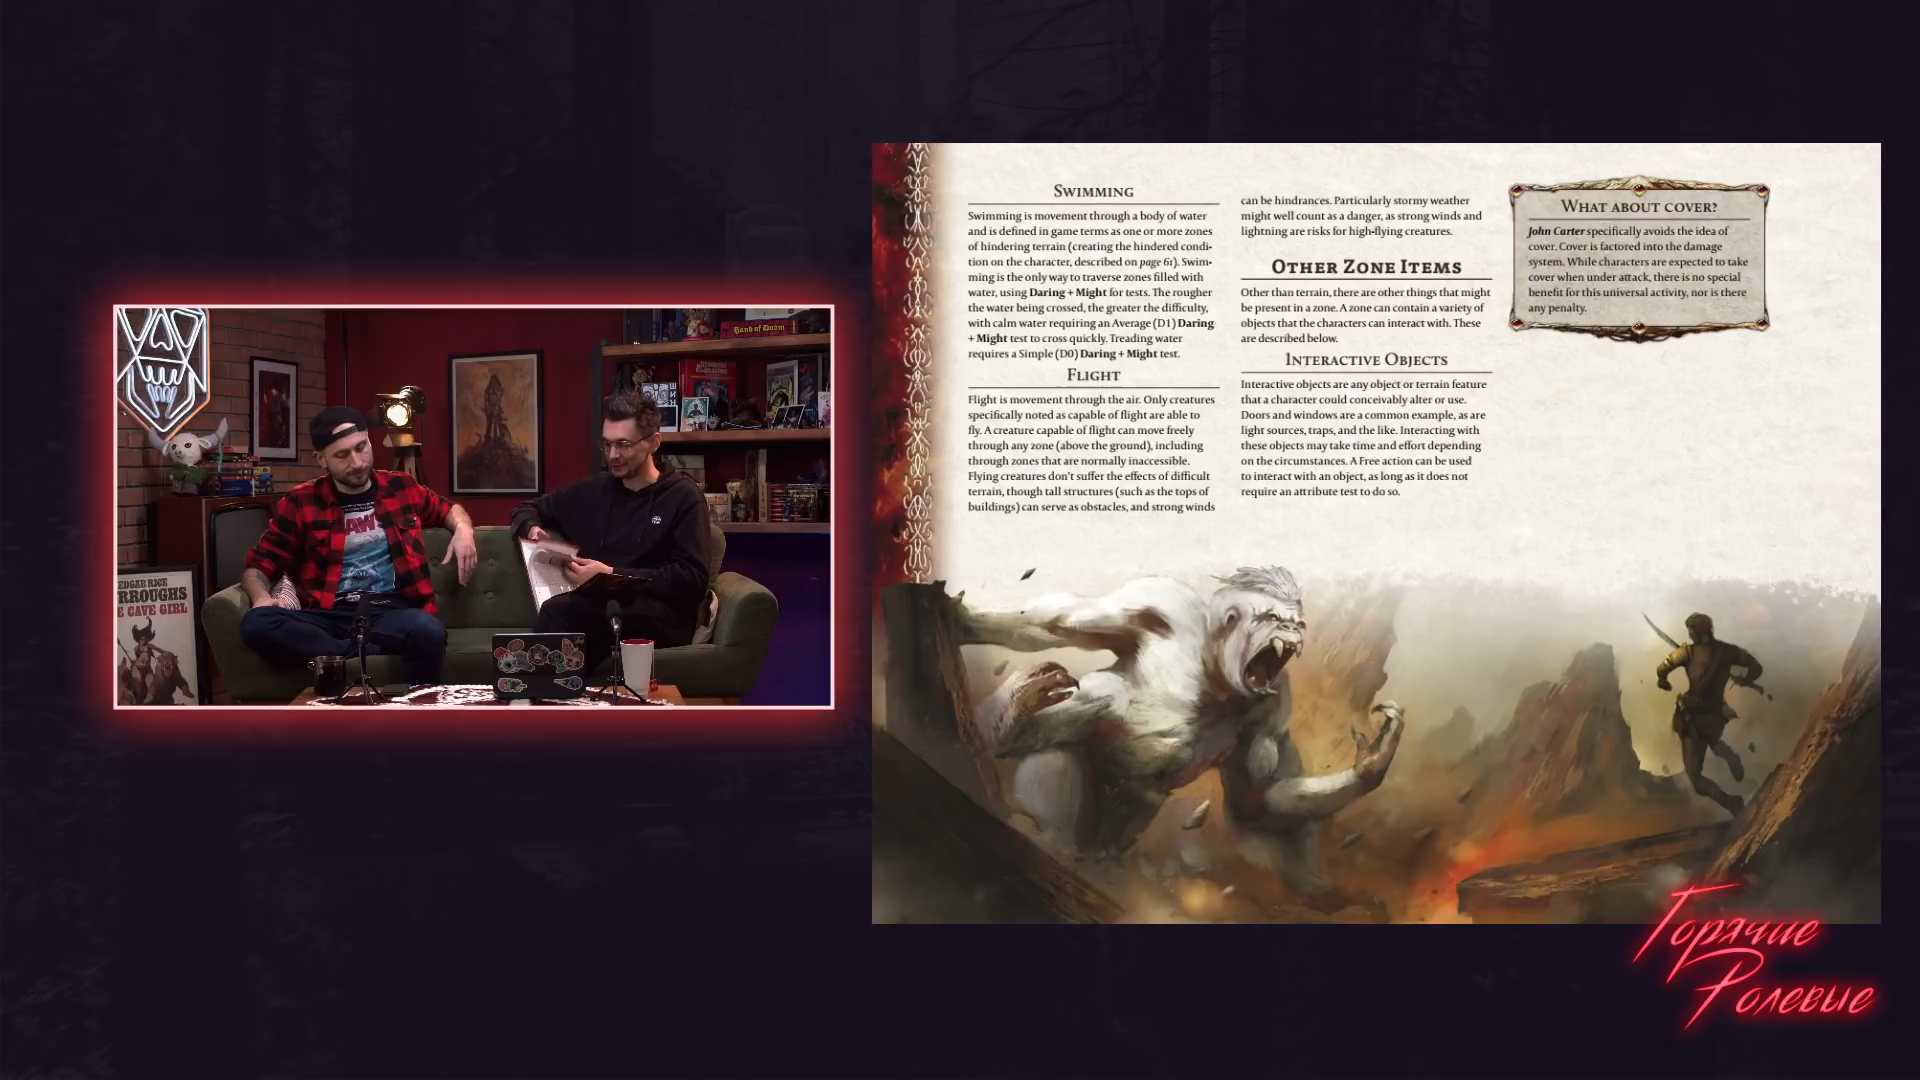 Hand of Doom
EDGAR RICE
RROUGHS
E CAVE GIRL
Swimming
Swimming is movement through a body of water
and is defined in game terms as one or more zones
of hindering terrain (creating the hindered condi-
tion on the character, described on page 61). Swim-
ming is the only way to traverse zones filled with
water, using Daring + Might for tests. The rougher
the water being crossed, the greater the difficulty,
with calm water requiring an Average (D1) Daring
+ Might test to cross quickly. Treading water
requires a Simple (D0) Daring + Might test.
Flight
Flight is movement through the air. Only creatures
specifically noted as capable of flight are able to
fly. A creature capable of flight can move freely
through any zone (above the ground), including
through zones that are normally inaccessible.
Flying creatures don't suffer the effects of difficult
terrain, though tall structures (such as the tops of
buildings) can serve as obstacles, and strong winds
can be hindrances. Particularly stormy weather
might well count as a danger, as strong winds and
lightning are risks for high-flying creatures.
Other Zone Items
Other than terrain, there are other things that might
be present in a zone. A zone can contain a variety of
objects that the characters can interact with. These
are described below.
Interactive Objects
Interactive objects are any object or terrain feature
that a character could conceivably alter or use.
Doors and windows are a common example, as are
light sources, traps, and the like. Interacting with
these objects may take time and effort depending
on the circumstances. A Free action can be used
to interact with an object, as long as it does not
require an attribute test to do so.
What About Cover?
John Carter specifically avoids the idea of
cover. Cover is factored into the damage
system. While characters are expected to take
cover when under attack, there is no special
benefit for this universal activity, nor is there
any penalty.
Горячие
Ролевые